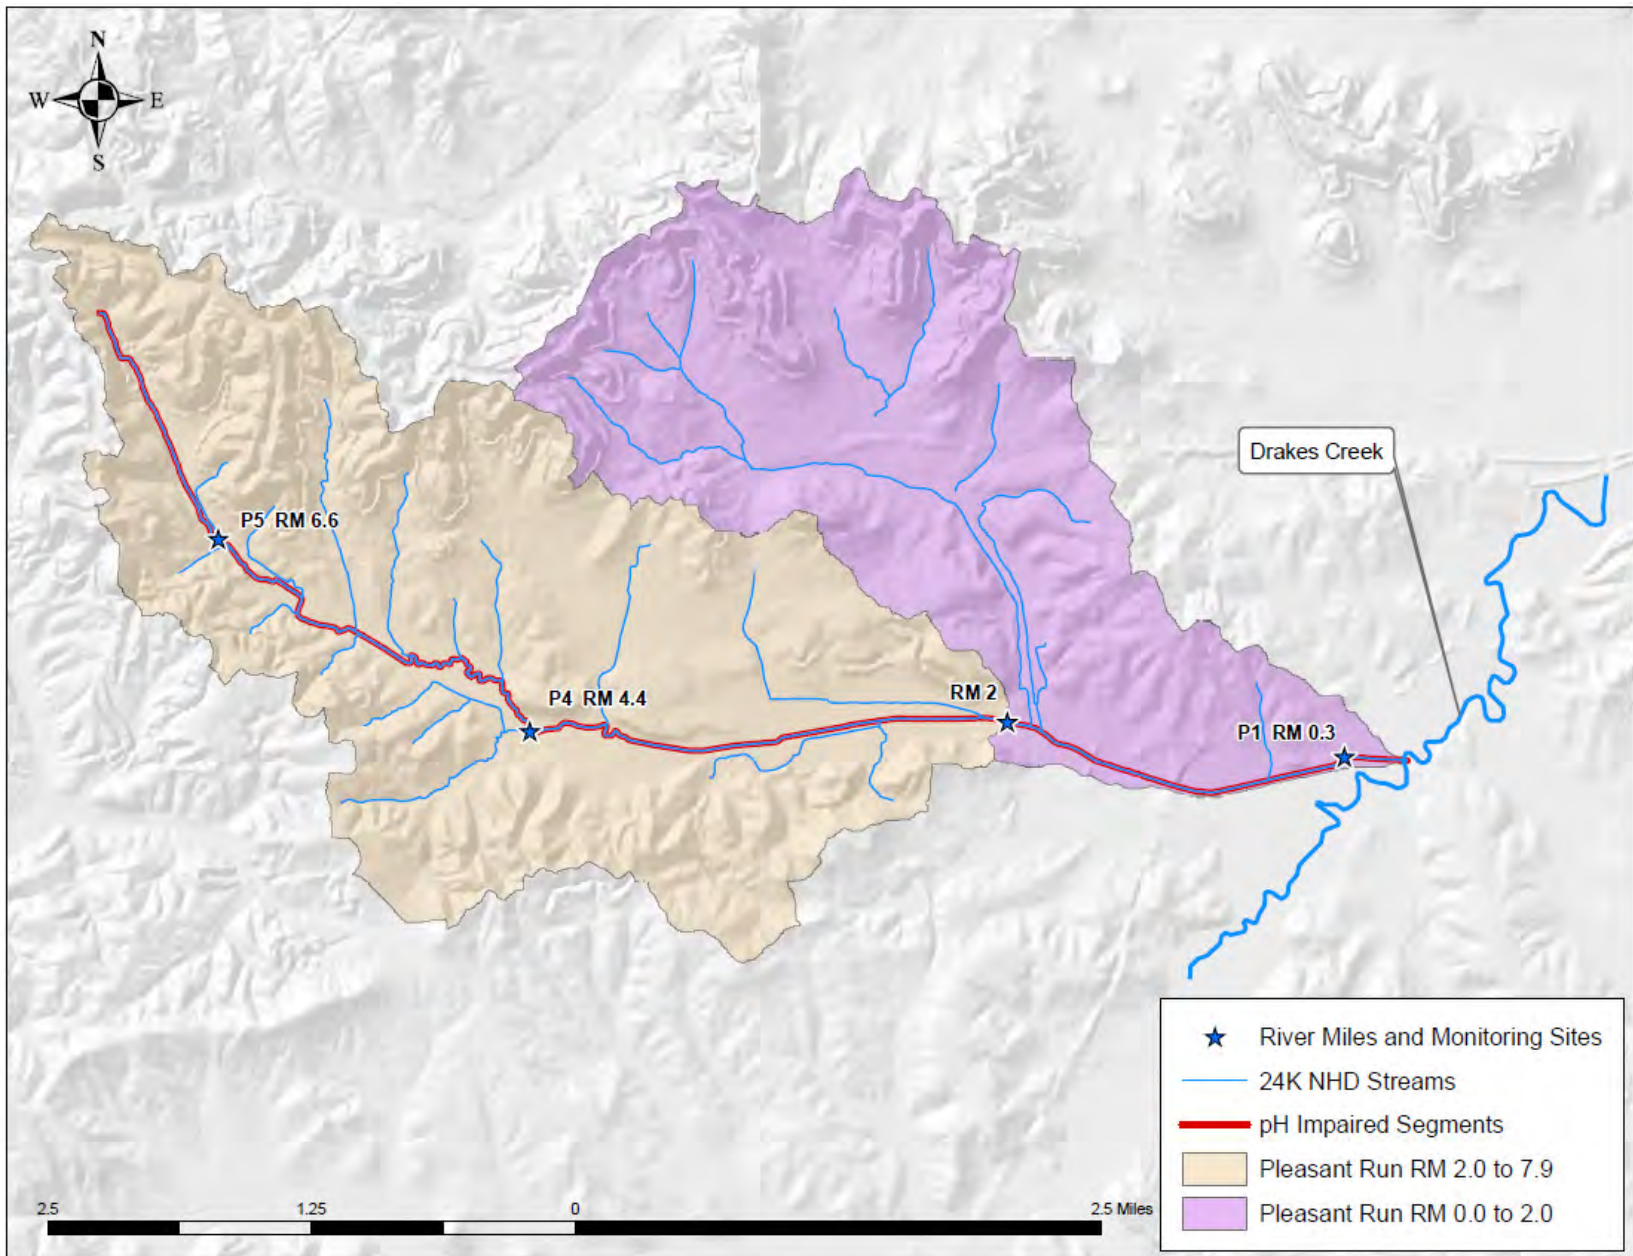 N
W E
S
Drakes Creek
P5 RM 6.6
P4 RM 4.4
RM 2
P1 RM 0.3
River Miles and Monitoring Sites
24K NHD Streams
pH Impaired Segments
Pleasant Run RM 2.0 to 7.9
Pleasant Run RM 0.0 to 2.0
2.5 1.25 0 2.5 Miles